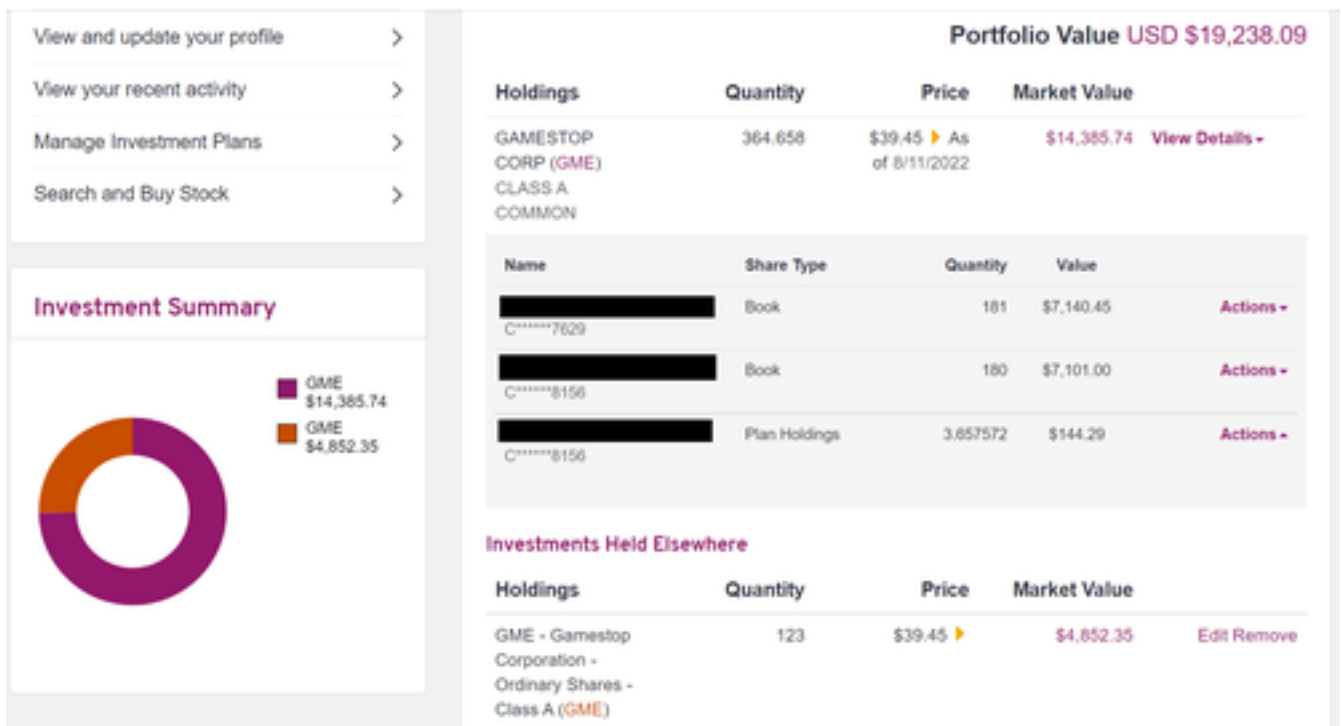 View and update your profile
View your recent activity
Manage Investment Plans
Search and Buy Stock
Investment Summary
GME
$14,385.74
GME
$4,852.35
Portfolio Value USD $19,238.09
Holdings Quantity Price Market Value
GAMESTOP 364.658 $39.45 As $14,385.74 View Details
CORP (GME) of 8/11/2022
CLASS A
COMMON
Name Share Type Quantity Value
Book 181 $7,140.45 Actions
C******7629
Book 180 $7,101.00 Actions
C******8156
Plan Holdings 3.657572 $144.29 Actions
C******8156
Investments Held Elsewhere
Holdings Quantity Price Market Value
GME - Gamestop 123 $39.45 $4,852.35 Edit Remove
Corporation -
Ordinary Shares -
Class A (GME)